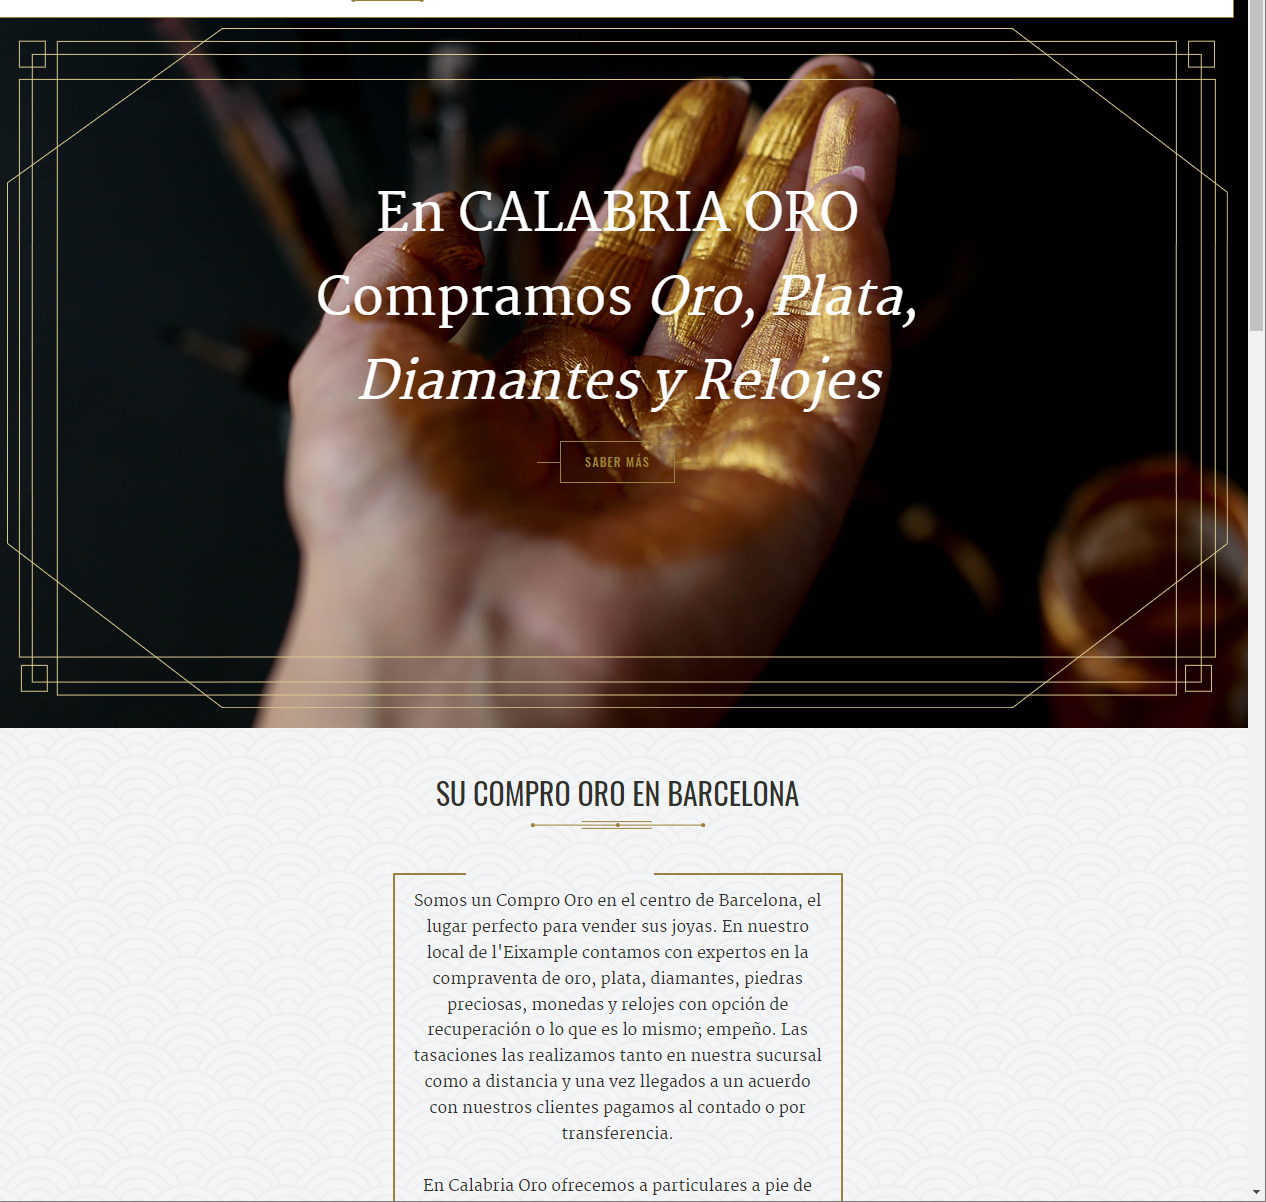 En CALABRIA ORO
Compramos Oro, Plata,
Diamantes y Relojes
SABER MÁS
SU COMPRO ORO EN BARCELONA
Somos un Compro Oro en el centro de Barcelona, el
lugar perfecto para vender sus joyas. En nuestro
local de l'Eixample contamos con expertos en la
compraventa de oro, plata, diamantes, piedras
preciosas, monedas y relojes con opción de
recuperación o lo que es lo mismo; empeño. Las
tasaciones las realizamos tanto en nuestra sucursal
como a distancia y una vez llegados a un acuerdo
con nuestros clientes pagamos al contado o por
transferencia.
En Calabria Oro ofrecemos a particulares a pie de